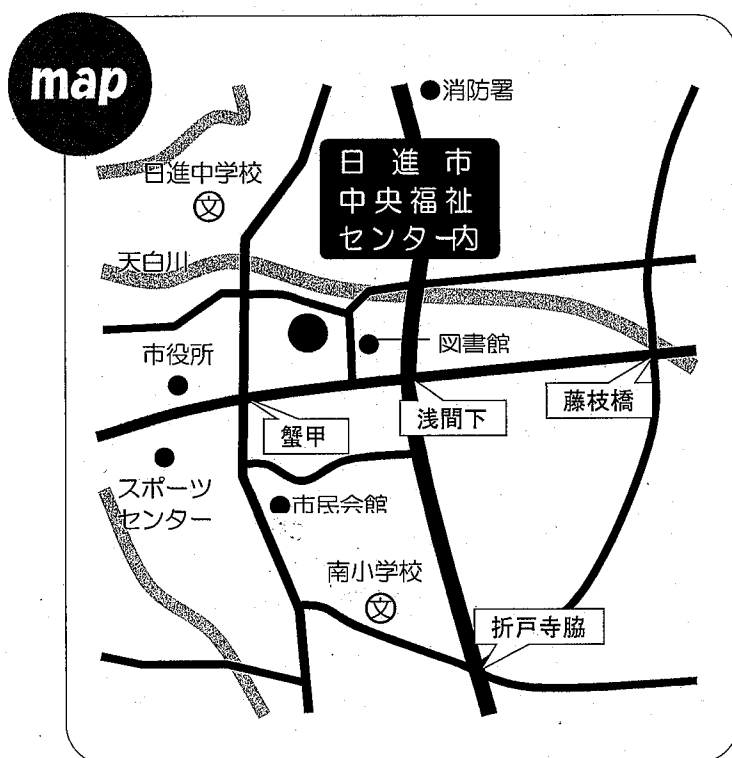 map
消防署
日進市
中央福祉
センター内
日進中学校
文
天白川
市役所
図書館
藤枝橋
浅間下
蟹甲
スポーツ
センター
市民会館
南小学校
文
折戸寺脇